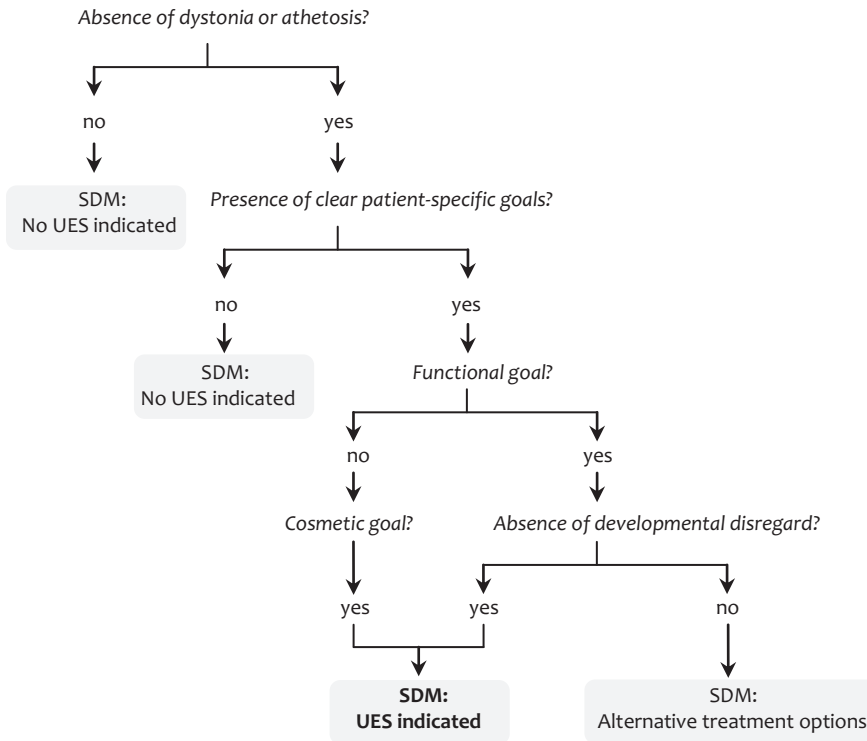 Absence of dystonia or athetosis?
no
yes
SDM:
No UES indicated
Presence of clear patient-specific goals?
no
yes
SDM:
No UES indicated
Functional goal?
no
yes
Cosmetic goal?
Absence of developmental disregard?
yes
yes
no
SDM:
UES indicated
SDM:
Alternative treatment options